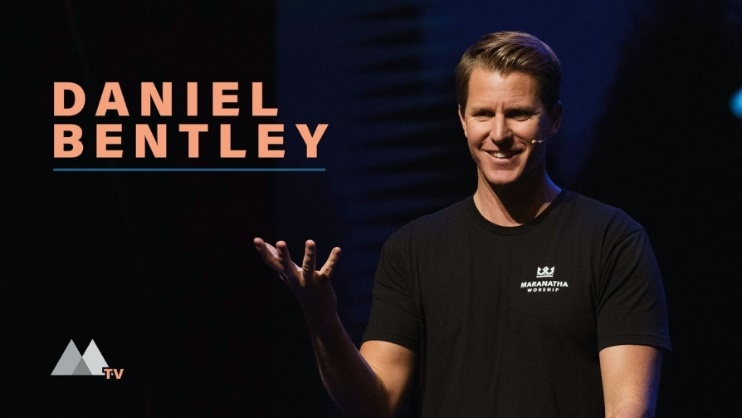 DANIEL
BENTLEY
MARANATHA
WORSHIP
TV